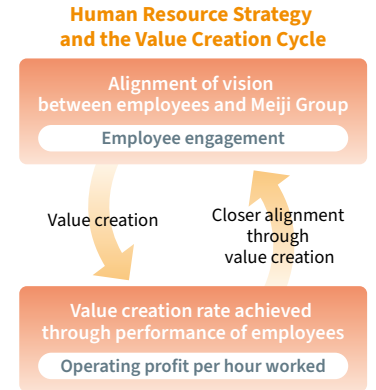 Human Resource Strategy
and the Value Creation Cycle
Alignment of vision
between employees and Meiji Group
Employee engagement
Value creation
Closer alignment
through
value creation
Value creation rate achieved
through performance of employees
Operating profit per hour worked